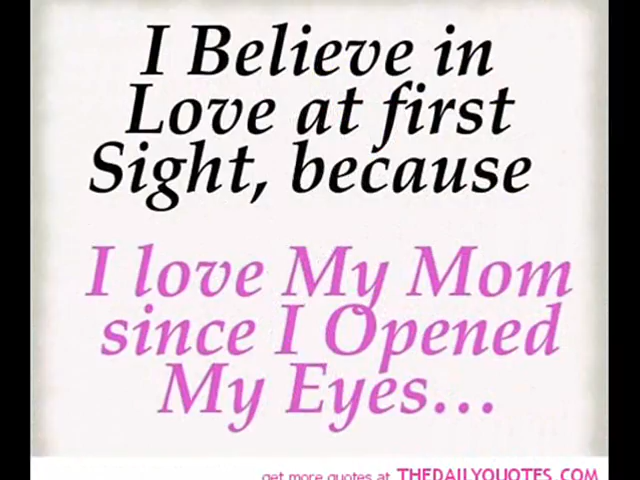 I Believe in
Love at first
Sight, because
I love My Mom
since I Opened
My Eyes...
get more quotes at THEDAILYQUOTES.COM